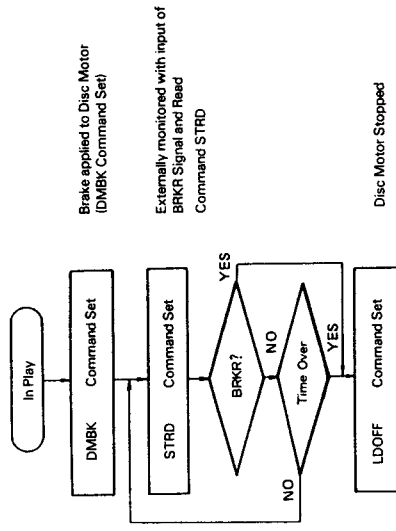 In Play
DMBK Command Set
Brake applied to Disc Motor
(DMBK Command Set)
STRD Command Set
Externally monitored with input of
BRKR Signal and Read
Command STRD
BRKR?
YES
NO
Time Over
NO
YES
LDOFF Command Set
Disc Motor Stopped